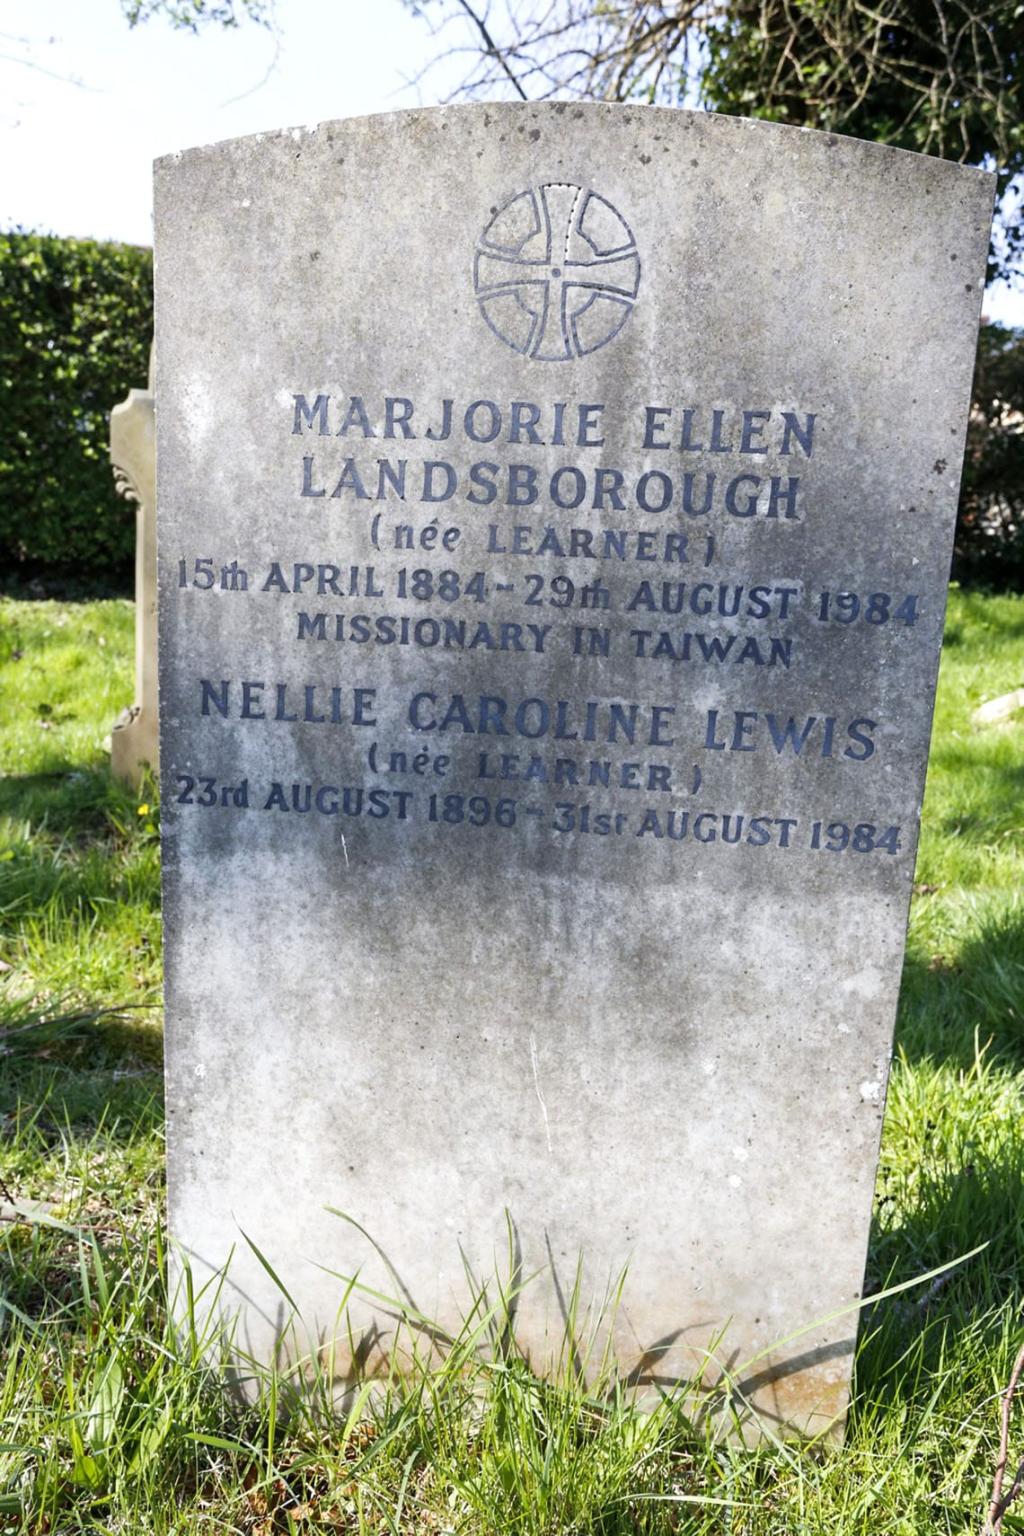 MARJORIE ELLEN
LANDSBOROUGH
(née LEARNER)
15th APRIL 1884 - 29th AUGUST 1984
MISSIONARY IN TAIWAN
NELLIE CAROLINE LEWIS
(née LEARNER)
23rd AUGUST 1896 - 31st AUGUST 1984